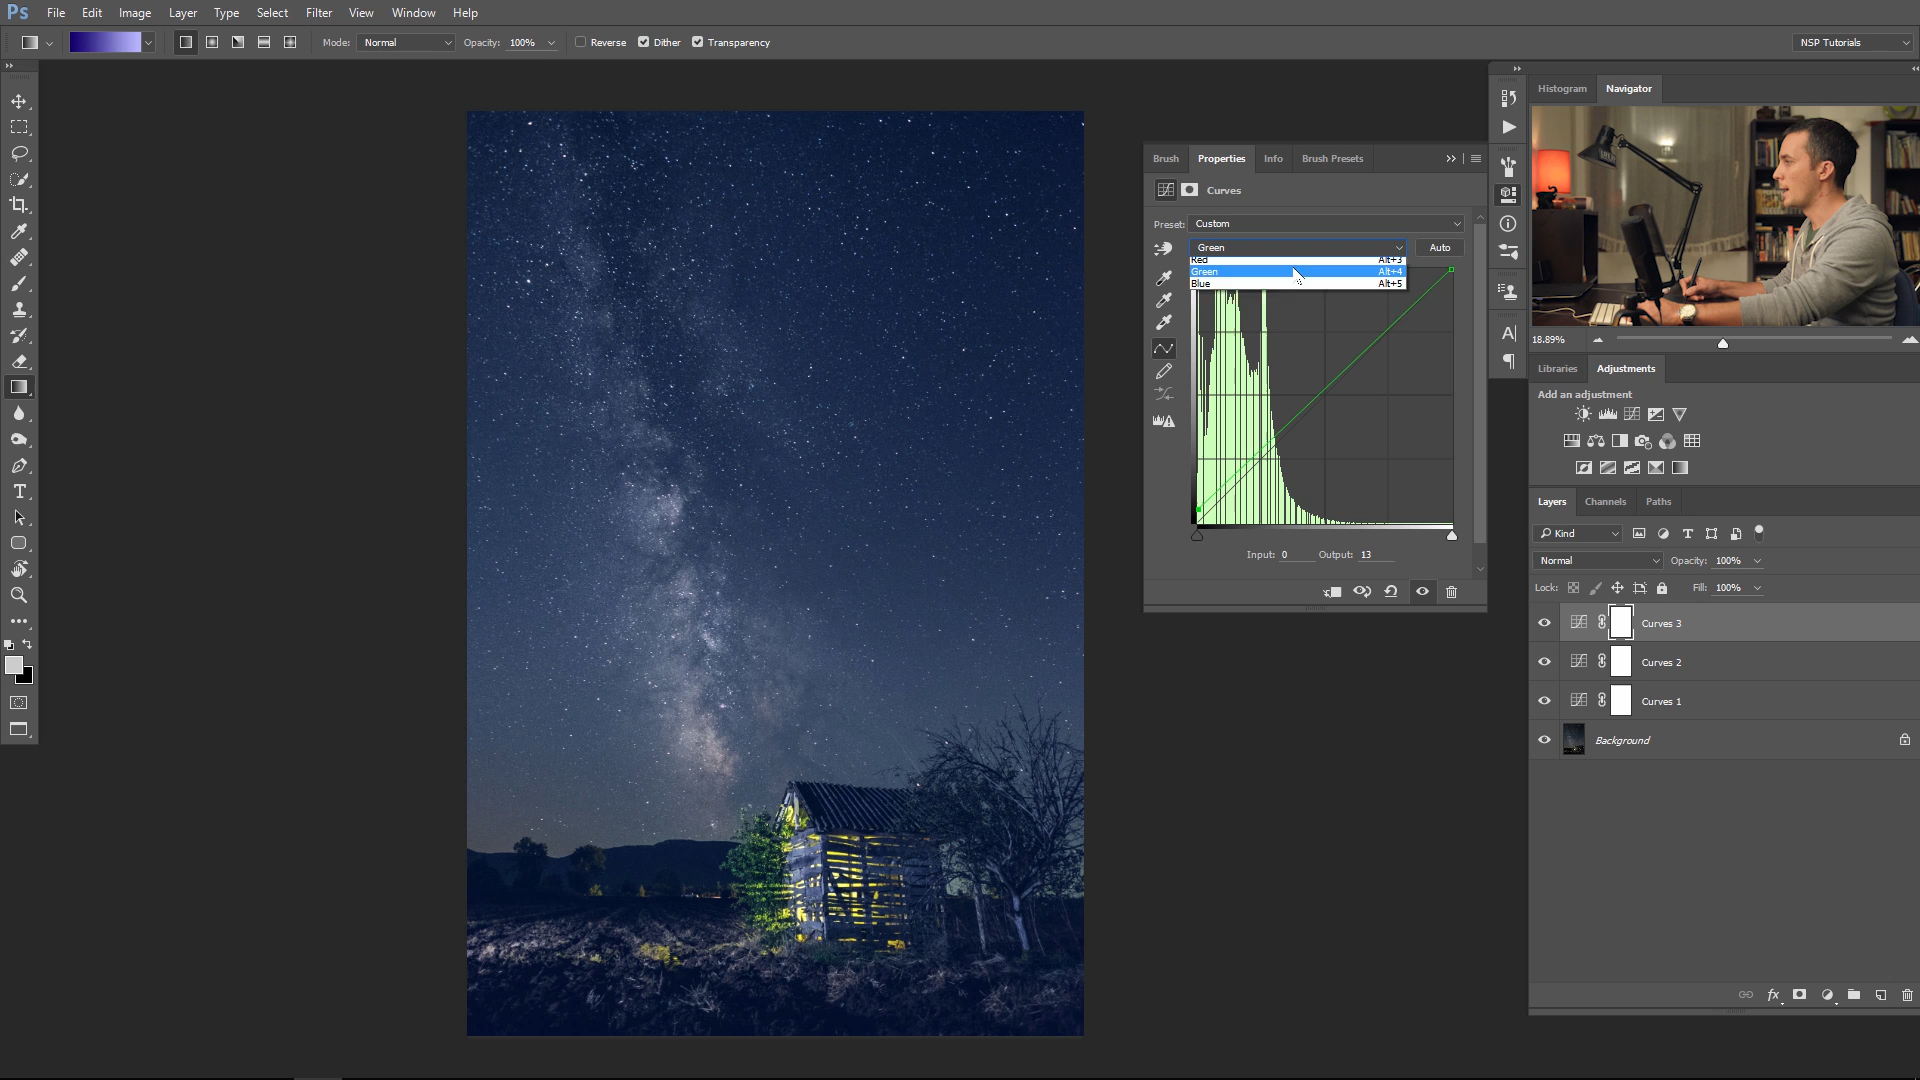 Ps File Edit Image Layer Type Select Filter View Window Help
Mode: Normal Opacity: 100% Reverse Dither Transparency NSP Tutorials
Histogram Navigator
Brush Properties Info Brush Presets
Curves
Preset: Custom
Green Auto
Red Alt+3
Green Alt+4
Blue Alt+5
Input: 0 Output: 13
18.89%
Libraries Adjustments
Add an adjustment
Layers Channels Paths
Kind
Normal Opacity: 100%
Lock: Fill: 100%
Curves 3
Curves 2
Curves 1
Background
fx